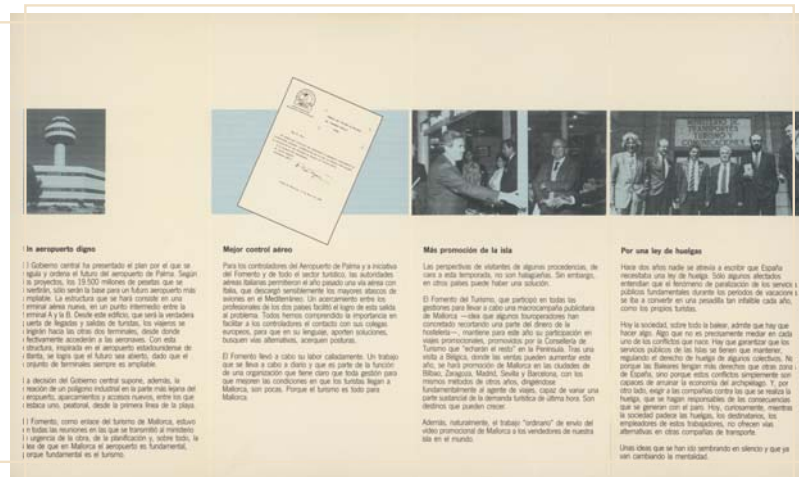 MINISTERIO DE
TRANSPORTES
TURISMO Y
COMUNICACIONES
Un aeropuerto digno
El Gobierno central ha presentado el plan por el que se
regula y ordena el futuro del aeropuerto de Palma. Según
los proyectos, los 19.500 millones de pesetas que se
invertirán, sólo serán la base para un futuro aeropuerto más
ampliable. La estructura que se hará consiste en una
terminal aérea nueva, en un punto intermedio entre la
terminal A y la B. Desde este edificio, que será la verdadera
puerta de llegadas y salidas de turistas, los viajeros se
dirigirán hacia las otras dos terminales, desde donde
efectivamente accederán a las aeronaves. Con esta
estructura, inspirada en el aeropuerto estadounidense de
Atlanta, se logra que el futuro sea abierto, dado que el
conjunto de terminales siempre es ampliable.
La decisión del Gobierno central supone, además, la
creación de un polígono industrial en la parte más lejana del
aeropuerto, aparcamientos y accesos nuevos, entre los que
destaca uno, peatonal, desde la primera línea de la playa.
El Fomento, como enlace del turismo de Mallorca, estuvo
en todas las reuniones en las que se transmitió al ministerio
la urgencia de la obra, de la planificación y, sobre todo, la
idea de que en Mallorca el aeropuerto es fundamental,
porque fundamental es el turismo.
Mejor control aéreo
Para los controladores del Aeropuerto de Palma y a iniciativa
del Fomento y de todo el sector turístico, las autoridades
aéreas italianas permitieron el año pasado una vía aérea con
Italia, que descargó sensiblemente los mayores atascos de
aviones en el Mediterráneo. Un acercamiento entre los
profesionales de los dos países facilitó el logro de esta salida
al problema. Todos hemos comprendido la importancia en
facilitar a los controladores el contacto con sus colegas
europeos, para que en su lenguaje, aporten soluciones,
busquen vías alternativas, acerquen posturas.
El Fomento llevó a cabo su labor calladamente. Un trabajo
que se lleva a cabo a diario y que es parte de la función
de una organización que tiene claro que toda gestión para
que mejoren las condiciones en que los turistas llegan a
Mallorca, son pocas. Porque el turismo es todo para
Mallorca.
Más promoción de la isla
Las perspectivas de visitantes de algunas procedencias, de
cara a esta temporada, no son halagüeñas. Sin embargo,
en otros países puede haber una solución.
El Fomento del Turismo, que participó en todas las
gestiones para llevar a cabo una macrocampaña publicitaria
de Mallorca —idea que algunos touroperadores han
concretado recortando una parte del dinero de la
hostelería—, mantiene para este año su participación en
viajes promocionales, promovidos por la Conselleria de
Turismo que "echarán el resto" en la Península. Tras una
visita a Bélgica, donde las ventas pueden aumentar este
año, se hará promoción de Mallorca en las ciudades de
Bilbao, Zaragoza, Madrid, Sevilla y Barcelona, con los
mismos métodos de otros años, dirigiéndose
fundamentalmente al agente de viajes, capaz de variar una
parte sustancial de la demanda turística de última hora. Son
destinos que pueden crecer.
Además, naturalmente, el trabajo "ordinario" de envío del
vídeo promocional de Mallorca a los vendedores de nuestra
isla en el mundo.
Por una ley de huelgas
Hace dos años nadie se atrevía a escribir que España
necesitaba una ley de huelga. Sólo algunos afectados
entendían que el fenómeno de paralización de los servicios
públicos fundamentales durante los períodos de vacaciones
se iba a convertir en una pesadilla tan infalible cada año,
como los propios turistas.
Hoy la sociedad, sobre todo la balear, admite que hay que
hacer algo. Algo que no es precisamente mediar en cada
uno de los conflictos que nace. Hay que garantizar que los
servicios públicos de las Islas se tienen que mantener,
regulando el derecho de huelga de algunos colectivos. No
porque las Baleares tengan más derechos que otras zonas
de España, sino porque estos conflictos simplemente son
capaces de arruinar la economía del archipiélago. Y, por
otro lado, exigir a las compañías contra las que se realiza la
huelga, que se hagan responsables de las consecuencias
que se generan con el paro. Hoy, curiosamente, mientras
la sociedad padece las huelgas, los destinatarios, los
empleadores de estos trabajadores, no ofrecen vías
alternativas en otras compañías de transporte.
Unas ideas que se han ido sembrando en silencio y que ya
van cambiando la mentalidad.